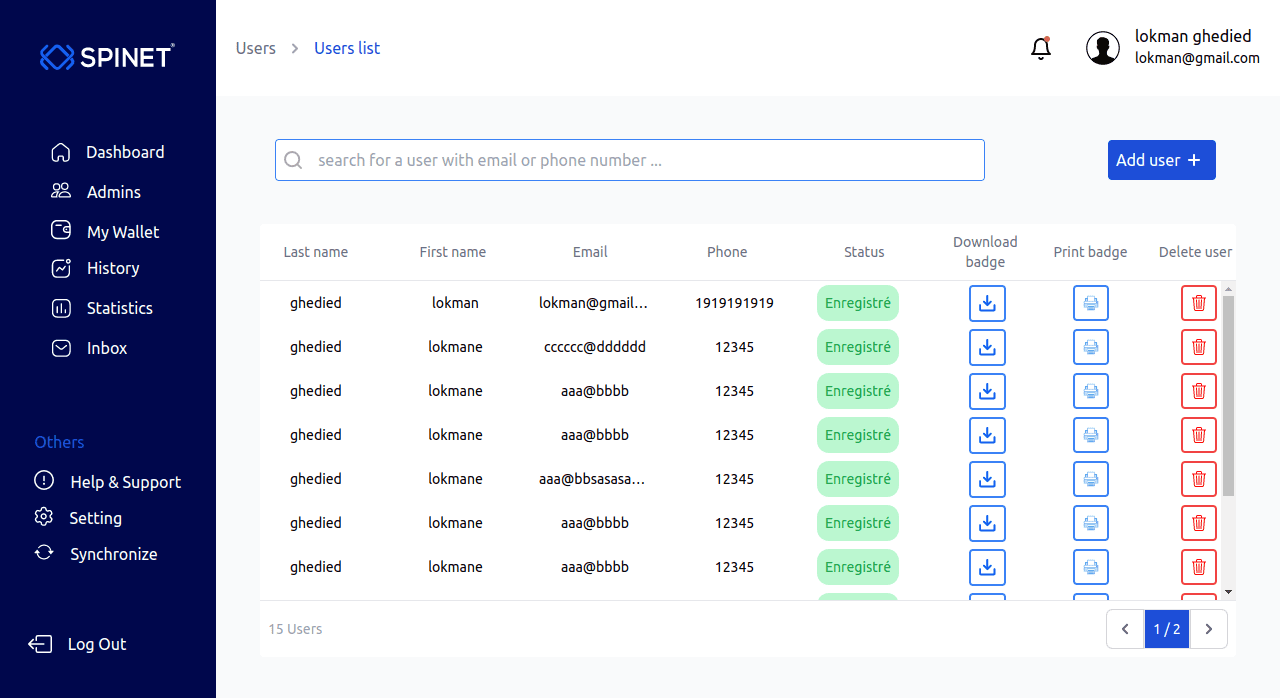 SPINET
Users > Users list
lokman ghedied
lokman@gmail.com
Dashboard
Admins
My Wallet
History
Statistics
Inbox
Others
Help & Support
Setting
Synchronize
Log Out
search for a user with email or phone number ...
Add user +
Last name First name Email Phone Status Download badge Print badge Delete user
ghedied lokman lokman@gmail... 1919191919 Enregistré
ghedied lokmane cccccc@dddddd 12345 Enregistré
ghedied lokmane aaa@bbbb 12345 Enregistré
ghedied lokmane aaa@bbbb 12345 Enregistré
ghedied lokmane aaa@bbsasasa... 12345 Enregistré
ghedied lokmane aaa@bbbb 12345 Enregistré
ghedied lokmane aaa@bbbb 12345 Enregistré
15 Users
< 1 / 2 >